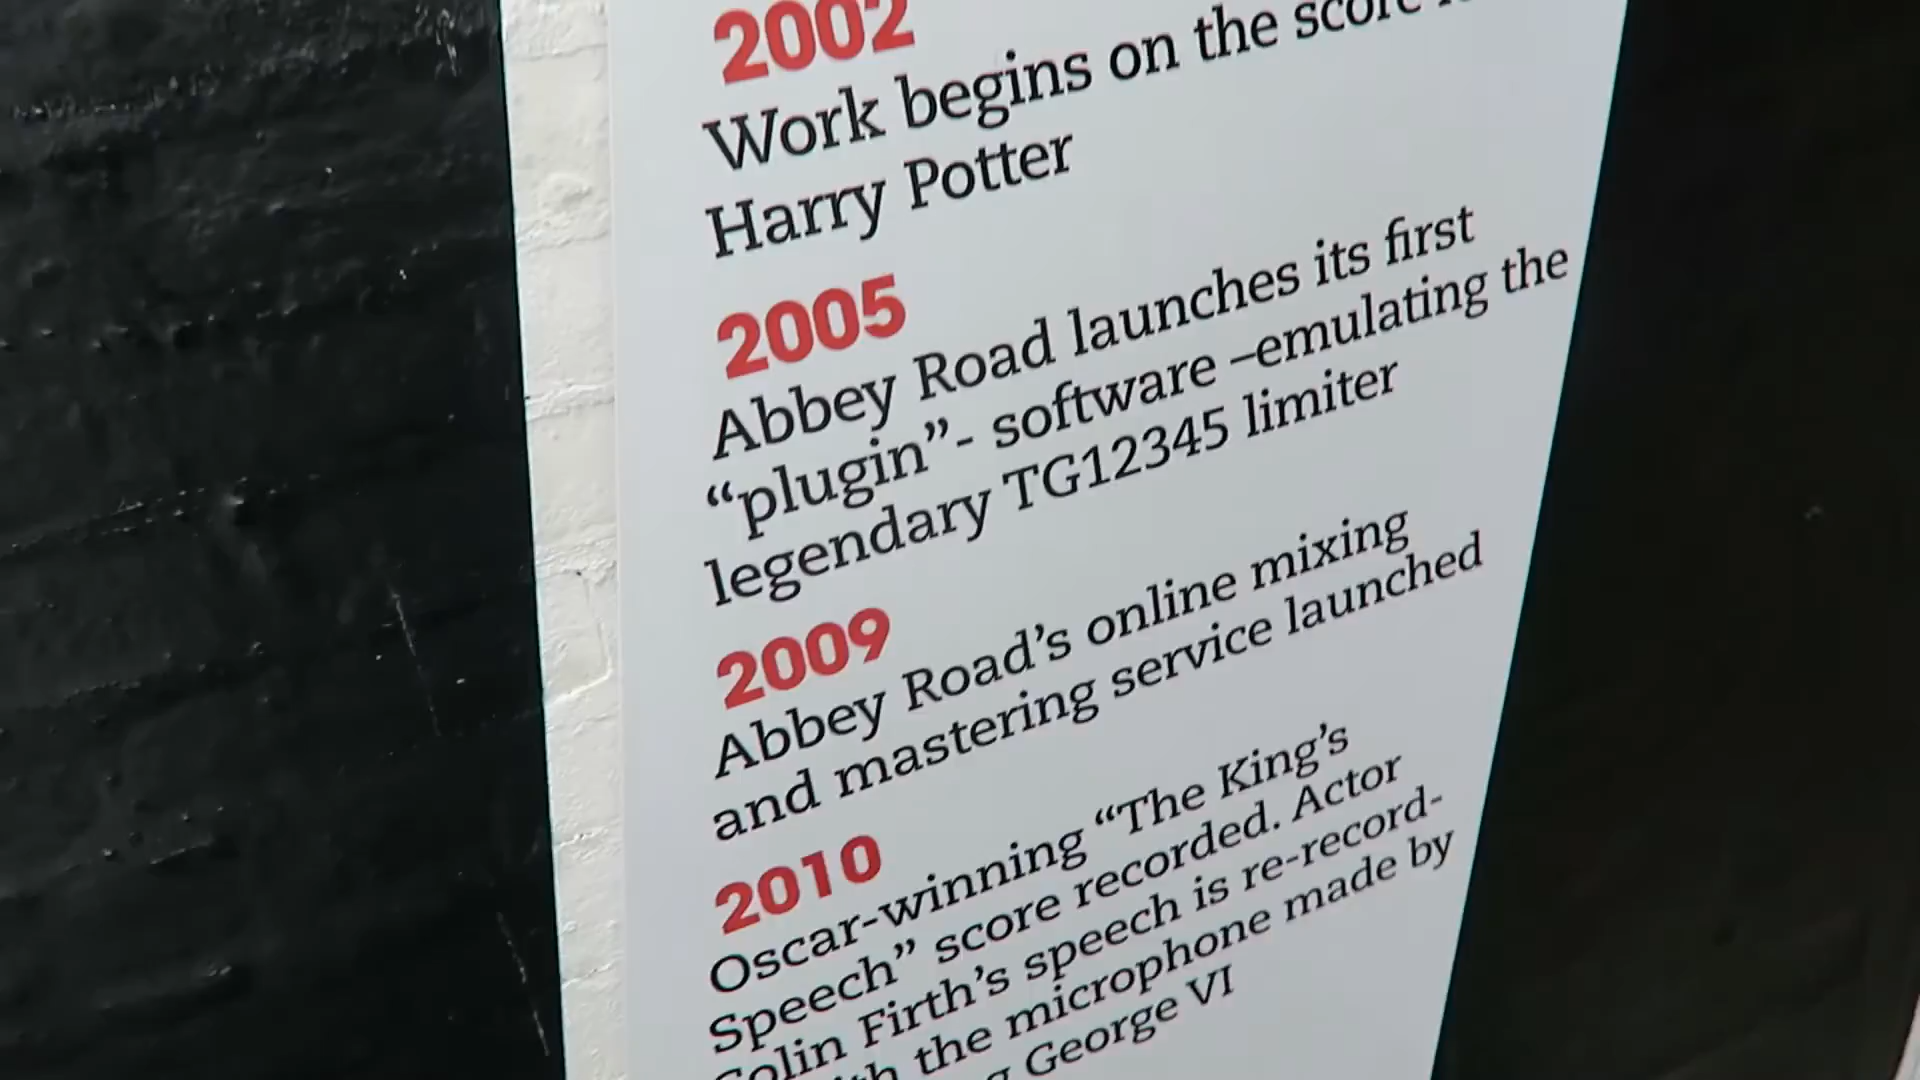 2002
Work begins on the score
Harry Potter
2005
Abbey Road launches its first
“plugin”- software –emulating the
legendary TG12345 limiter
2009
Abbey Road’s online mixing
and mastering service launched
2010
Oscar-winning “The King’s
Speech” score recorded. Actor
Colin Firth’s speech is re-record-
the microphone made by
George VI